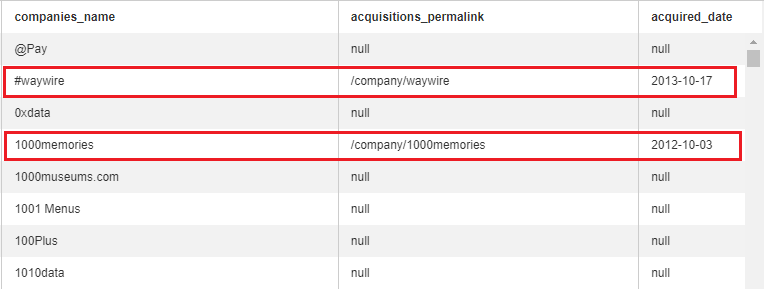 companies_name acquisitions_permalink acquired_date
@Pay null null
#waywire /company/waywire 2013-10-17
0xdata null null
1000memories /company/1000memories 2012-10-03
1000museums.com null null
1001 Menus null null
100Plus null null
1010data null null